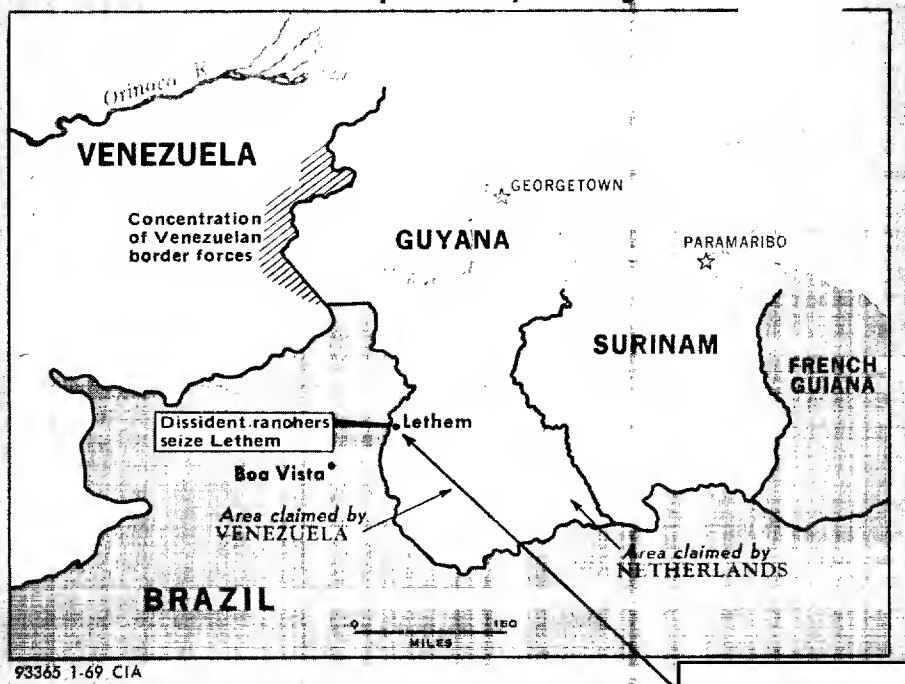 Orinoco R
VENEZUELA
GEORGETOWN
Concentration
of Venezuelan
border forces
GUYANA
PARAMARIBO
SURINAM
FRENCH
GUIANA
Dissident ranchers
seize Lethem
Lethem
Boa Vista
Area claimed by
VENEZUELA
Area claimed by
NETHERLANDS
BRAZIL
0 150
MILES
93365 1-69 CIA